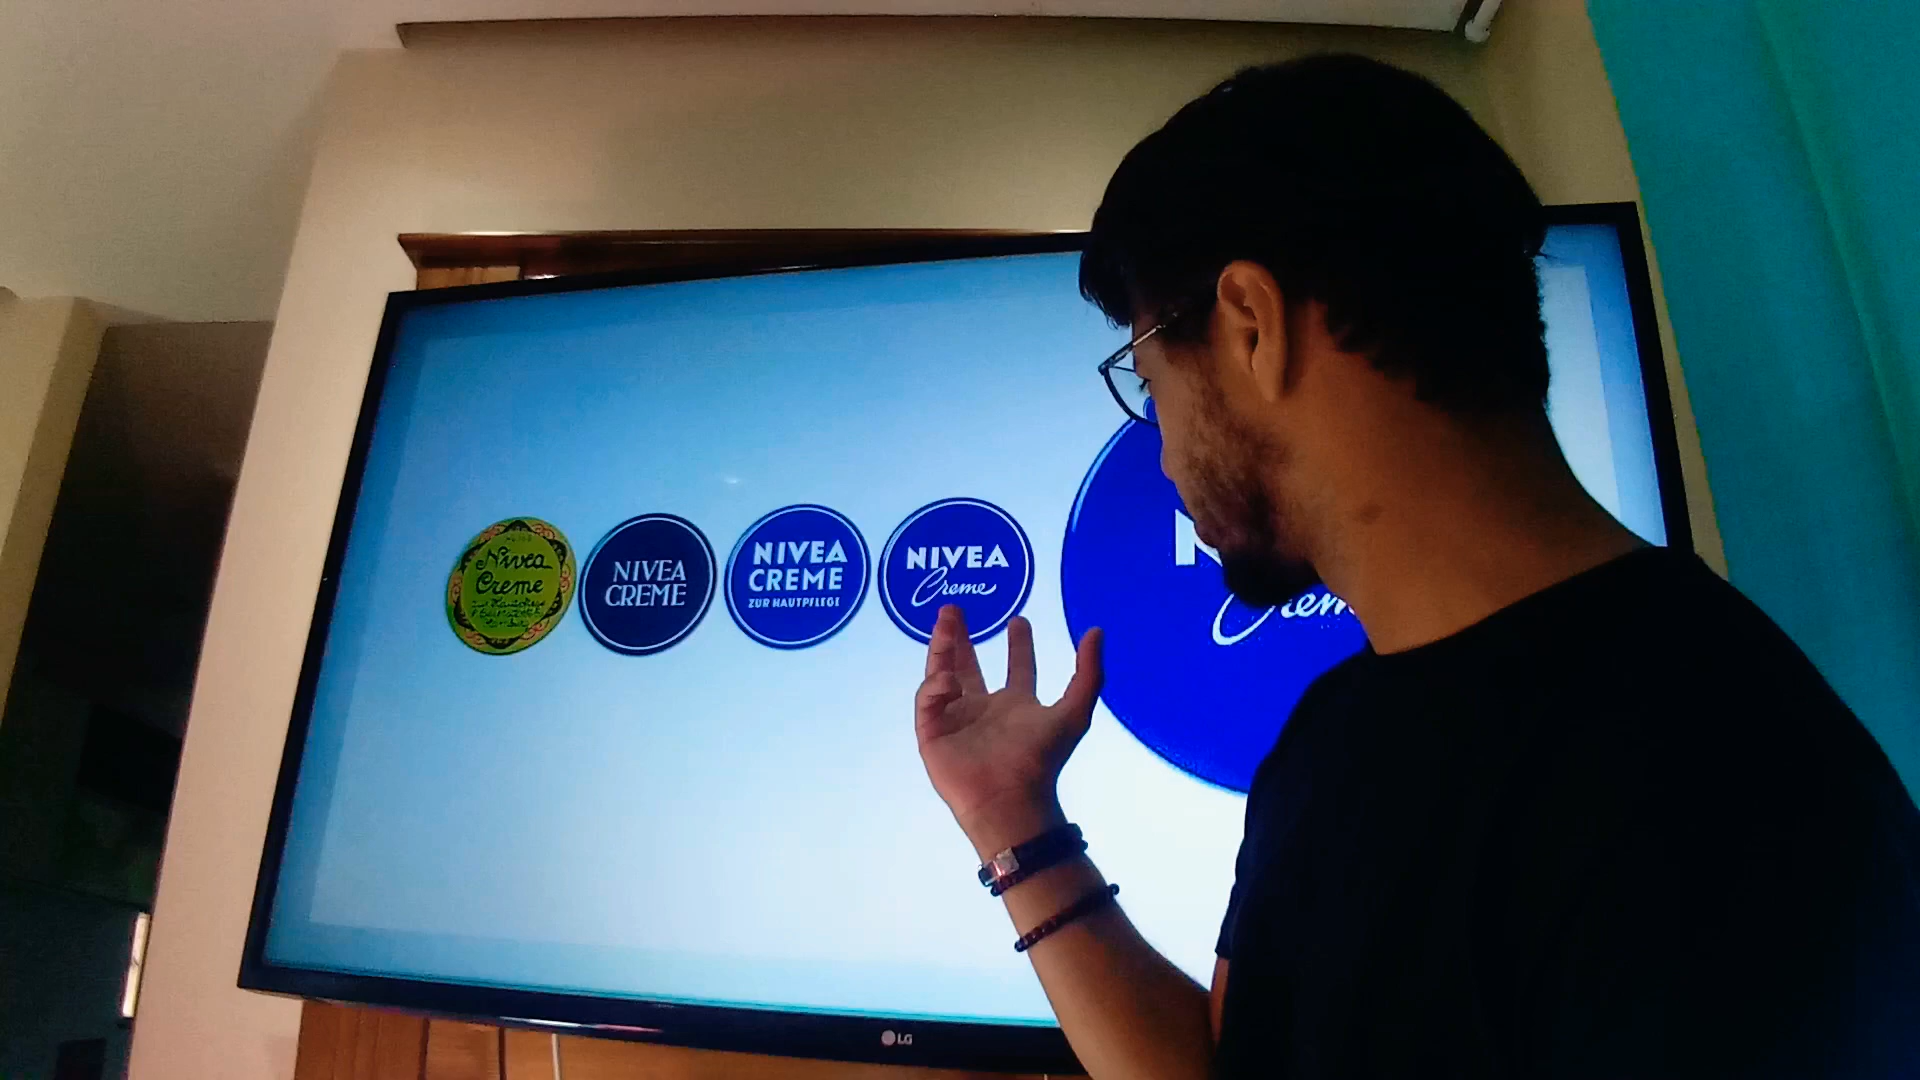 Nivea
Creme
NIVEA
CREME
NIVEA
CREME
ZUR HAUTPFLEGE
NIVEA
Creme
LG